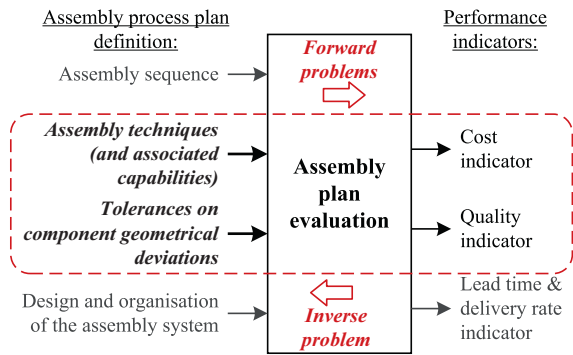 Assembly process plan
definition:
Assembly sequence
Assembly techniques
(and associated
capabilities)
Tolerances on
component geometrical
deviations
Design and organisation
of the assembly system
Forward
problems
Assembly
plan
evaluation
Inverse
problem
Performance
indicators:
Cost
indicator
Quality
indicator
Lead time &
delivery rate
indicator